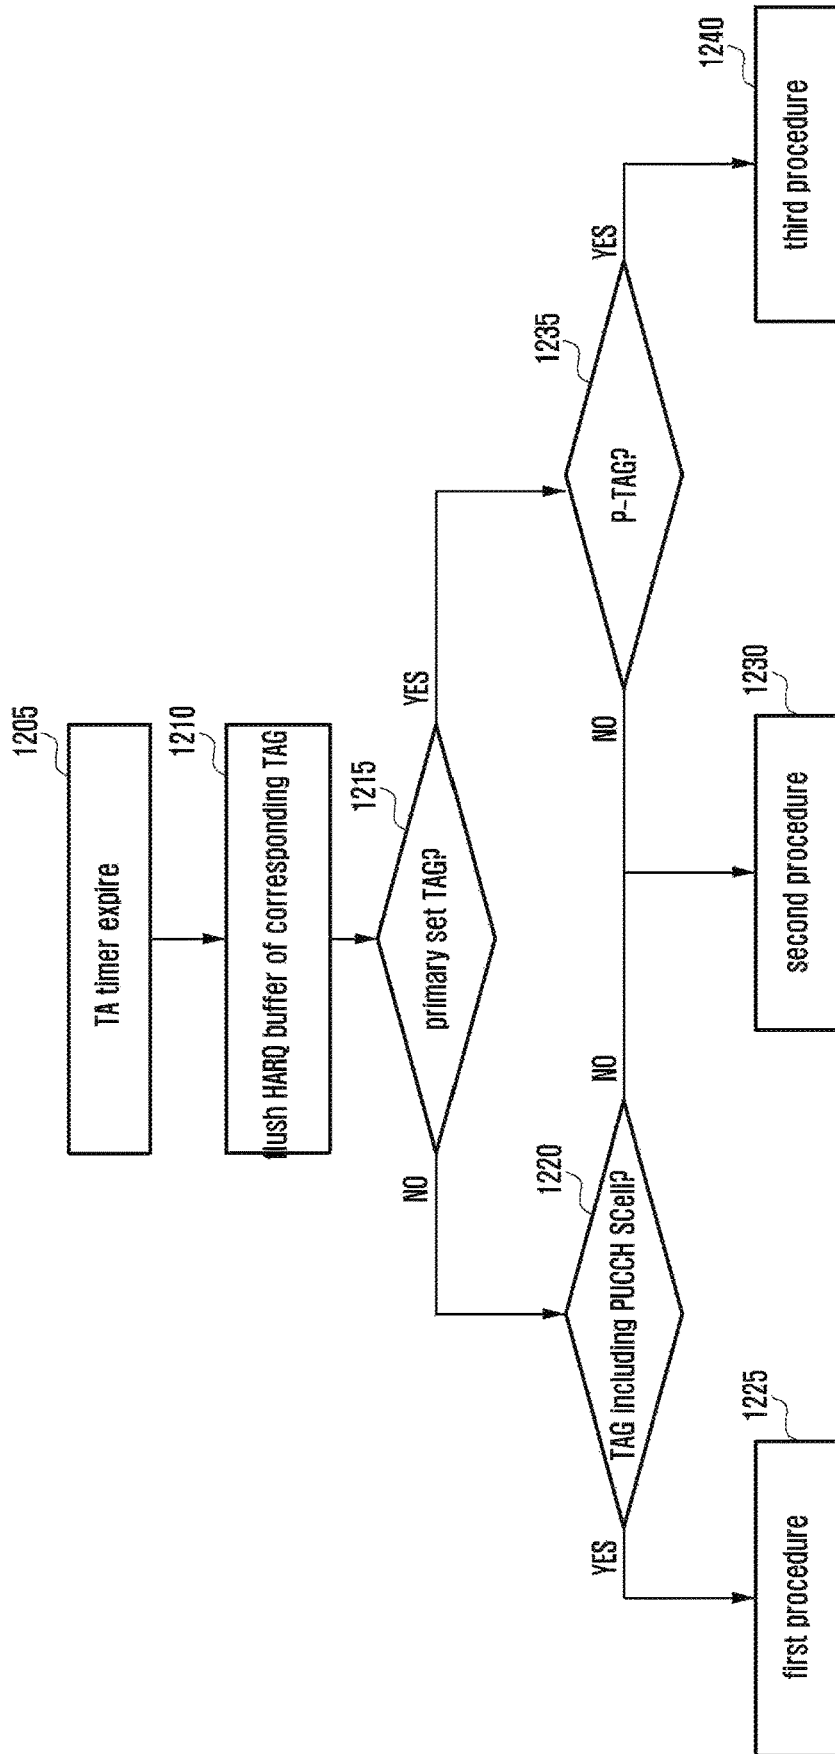 1205
TA timer expire
1210
flush HARQ buffer of corresponding TAG
1215
primary set TAG?
NO
YES
1220
TAG including PUCCH SCell?
YES
NO
1235
P-TAG?
NO
YES
1225
first procedure
1230
second procedure
1240
third procedure